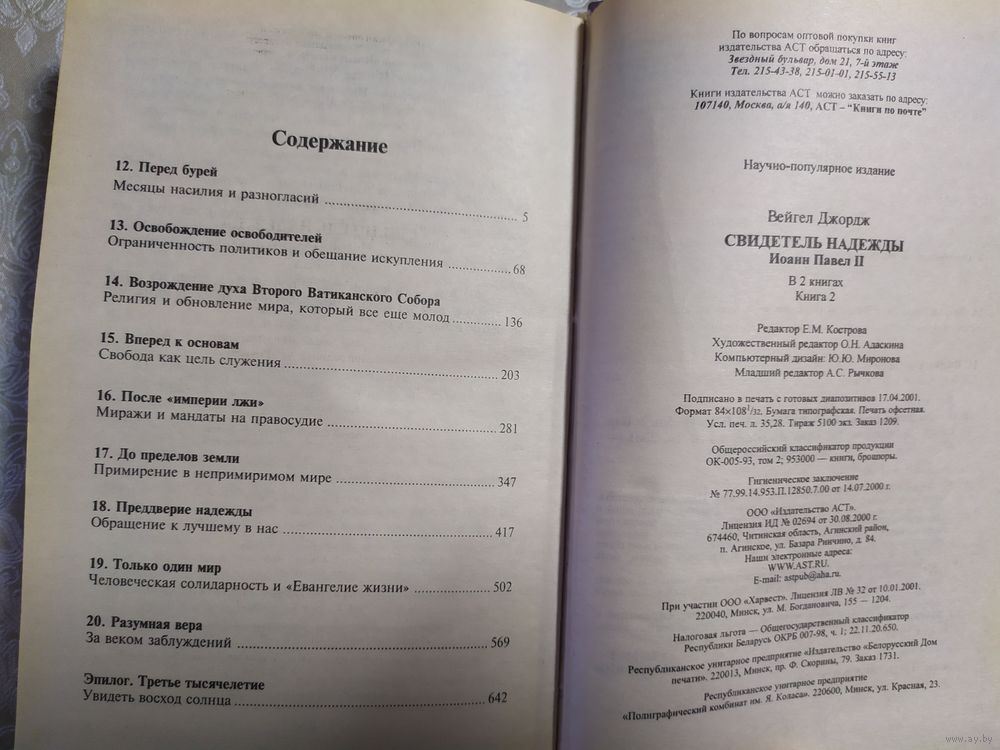 Содержание
12. Перед бурей
Месяцы насилия и разногласий ........ 5
13. Освобождение освободителей
Ограниченность политиков и обещание искупления ........ 68
14. Возрождение духа Второго Ватиканского Собора
Религия и обновление мира, который все еще молод ........ 136
15. Вперед к основам
Свобода как цель служения ........ 203
16. После «империи лжи»
Миражи и мандаты на правосудие ........ 281
17. До пределов земли
Примирение в непримиримом мире ........ 347
18. Преддверие надежды
Обращение к лучшему в нас ........ 417
19. Только один мир
Человеческая солидарность и «Евангелие жизни» ........ 502
20. Разумная вера
За веком заблуждений ........ 569
Эпилог. Третье тысячелетие
Увидеть восход солнца ........ 642
По вопросам оптовой покупки книг
издательства АСТ обращаться по адресу:
Звездный бульвар, дом 21, 7-й этаж
Тел. 215-43-38, 215-01-01, 215-55-13
Книги издательства АСТ можно заказать по адресу:
107140, Москва, а/я 140, АСТ – “Книги по почте”
Научно-популярное издание
Вейгел Джордж
СВИДЕТЕЛЬ НАДЕЖДЫ
Иоанн Павел II
В 2 книгах
Книга 2
Редактор Е.М. Кострова
Художественный редактор О.Н. Адаскина
Компьютерный дизайн: Ю.Ю. Миронова
Младший редактор А.С. Рычкова
Подписано в печать с готовых диапозитивов 17.04.2001.
Формат 84×108¹/₃₂. Бумага типографская. Печать офсетная.
Усл. печ. л. 35,28. Тираж 5100 экз. Заказ 1209.
Общероссийский классификатор продукции
ОК-005-93, том 2; 953000 — книги, брошюры.
Гигиеническое заключение
№ 77.99.14.953.П.12850.7.00 от 14.07.2000 г.
ООО «Издательство АСТ».
Лицензия ИД № 02694 от 30.08.2000 г.
674460, Читинская область, Агинский район,
п. Агинское, ул. Базара Ринчино, д. 84.
Наши электронные адреса:
WWW.AST.RU.
E-mail: astpub@aha.ru.
При участии ООО «Харвест». Лицензия ЛВ № 32 от 10.01.2001.
220040, Минск, ул. М. Богдановича, 155 — 1204.
Налоговая льгота — Общегосударственный классификатор
Республики Беларусь ОКРБ 007-98, ч. 1; 22.11.20.650.
Республиканское унитарное предприятие «Издательство «Белорусский Дом
печати». 220013, Минск, пр. Ф. Скорины, 79. Заказ 1731.
Республиканское унитарное предприятие
«Полиграфический комбинат им. Я. Коласа». 220600, Минск, ул. Красная, 23.
www.ay.by